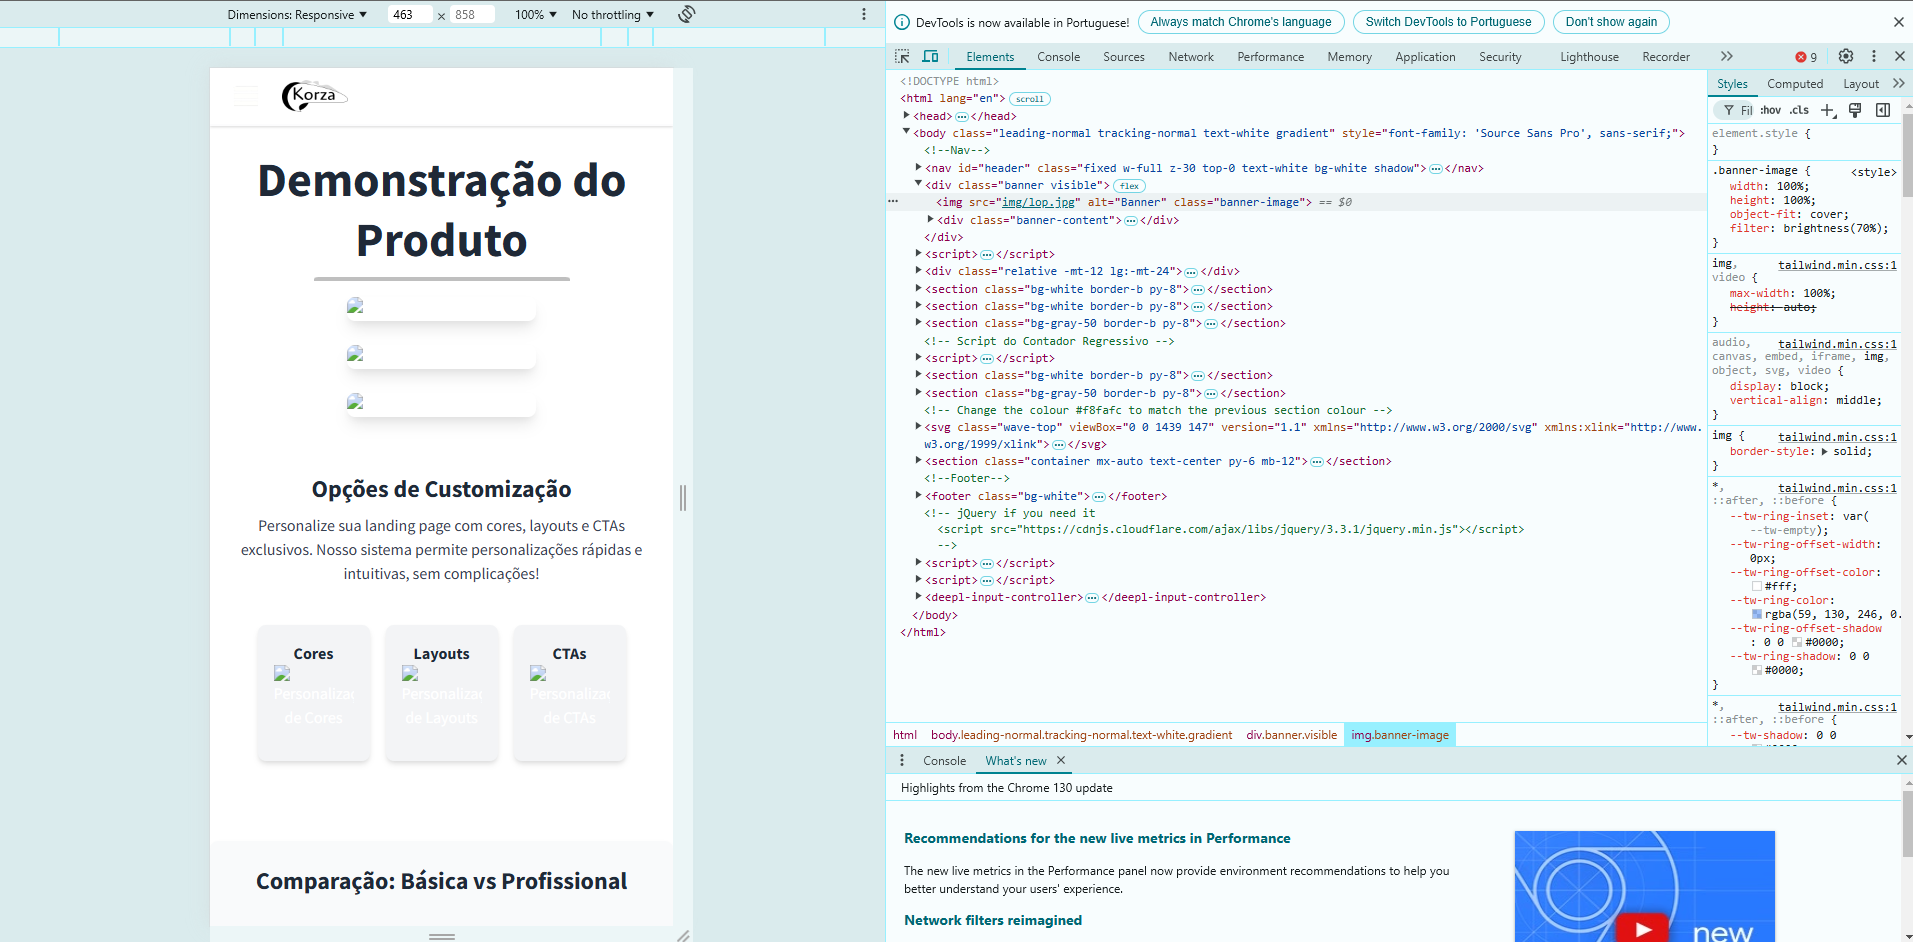 Dimensions: Responsive ▼ 463 × 858 100% ▼ No throttling ▼
Korza
Demonstração do
Produto
Opções de Customização
Personalize sua landing page com cores, layouts e CTAs
exclusivos. Nosso sistema permite personalizações rápidas e
intuitivas, sem complicações!
Cores
Personalizaç
de Cores
Layouts
Personalizaç
de Layouts
CTAs
Personalizaç
de CTAs
Comparação: Básica vs Profissional
DevTools is now available in Portuguese! Always match Chrome's language Switch DevTools to Portuguese Don't show again
Elements Console Sources Network Performance Memory Application Security Lighthouse Recorder 9
<!DOCTYPE html>
<html lang="en"> scroll
<head> ⋯ </head>
<body class="leading-normal tracking-normal text-white gradient" style="font-family: 'Source Sans Pro', sans-serif;">
<!--Nav-->
<nav id="header" class="fixed w-full z-30 top-0 text-white bg-white shadow"> ⋯ </nav>
<div class="banner visible"> flex
<img src="img/lop.jpg" alt="Banner" class="banner-image"> == $0
<div class="banner-content"> ⋯ </div>
</div>
<script> ⋯ </script>
<div class="relative -mt-12 lg:-mt-24"> ⋯ </div>
<section class="bg-white border-b py-8"> ⋯ </section>
<section class="bg-white border-b py-8"> ⋯ </section>
<section class="bg-gray-50 border-b py-8"> ⋯ </section>
<!-- Script do Contador Regressivo -->
<script> ⋯ </script>
<section class="bg-white border-b py-8"> ⋯ </section>
<section class="bg-gray-50 border-b py-8"> ⋯ </section>
<!-- Change the colour #f8fafc to match the previous section colour -->
<svg class="wave-top" viewBox="0 0 1439 147" version="1.1" xmlns="http://www.w3.org/2000/svg" xmlns:xlink="http://www.
w3.org/1999/xlink"> ⋯ </svg>
<section class="container mx-auto text-center py-6 mb-12"> ⋯ </section>
<!--Footer-->
<footer class="bg-white"> ⋯ </footer>
<!-- jQuery if you need it
<script src="https://cdnjs.cloudflare.com/ajax/libs/jquery/3.3.1/jquery.min.js"></script>
-->
<script> ⋯ </script>
<script> ⋯ </script>
<deepl-input-controller> ⋯ </deepl-input-controller>
</body>
</html>
html body.leading-normal.tracking-normal.text-white.gradient div.banner.visible img.banner-image
Styles Computed Layout
Fil :hov .cls
element.style {
}
.banner-image { <style>
width: 100%;
height: 100%;
object-fit: cover;
filter: brightness(70%);
}
img, tailwind.min.css:1
video {
max-width: 100%;
height: auto;
}
audio, tailwind.min.css:1
canvas, embed, iframe, img,
object, svg, video {
display: block;
vertical-align: middle;
}
img { tailwind.min.css:1
border-style: ▶ solid;
}
*, tailwind.min.css:1
::after, ::before {
--tw-ring-inset: var(
--tw-empty);
--tw-ring-offset-width:
0px;
--tw-ring-offset-color:
#fff;
--tw-ring-color:
rgba(59, 130, 246, 0.
--tw-ring-offset-shadow
: 0 0 #0000;
--tw-ring-shadow: 0 0
#0000;
}
*, tailwind.min.css:1
::after, ::before {
--tw-shadow: 0 0
Console What's new
Highlights from the Chrome 130 update
Recommendations for the new live metrics in Performance
The new live metrics in the Performance panel now provide environment recommendations to help you
better understand your users' experience.
Network filters reimagined
new